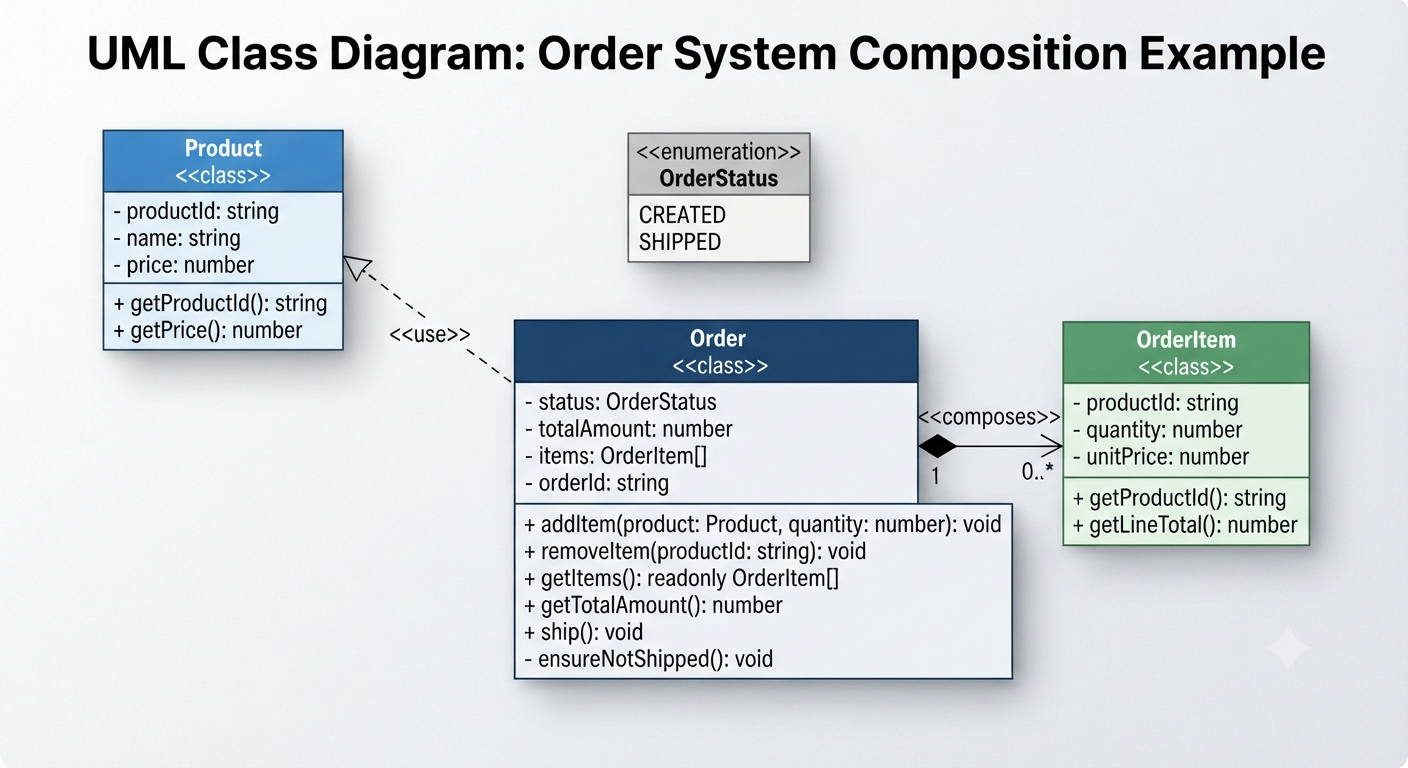 UML Class Diagram: Order System Composition Example
Product
<<class>>
- productId: string
- name: string
- price: number
+ getProductId(): string
+ getPrice(): number
<<enumeration>>
OrderStatus
CREATED
SHIPPED
<<use>>
Order
<<class>>
- status: OrderStatus
- totalAmount: number
- items: OrderItem[]
- orderId: string
+ addItem(product: Product, quantity: number): void
+ removeItem(productId: string): void
+ getItems(): readonly OrderItem[]
+ getTotalAmount(): number
+ ship(): void
- ensureNotShipped(): void
<<composes>>
1
0..*
OrderItem
<<class>>
- productId: string
- quantity: number
- unitPrice: number
+ getProductId(): string
+ getLineTotal(): number